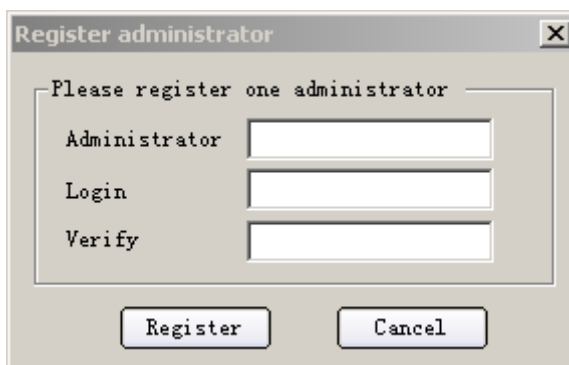 Register administrator
Please register one administrator
Administrator
Login
Verify
Register Cancel